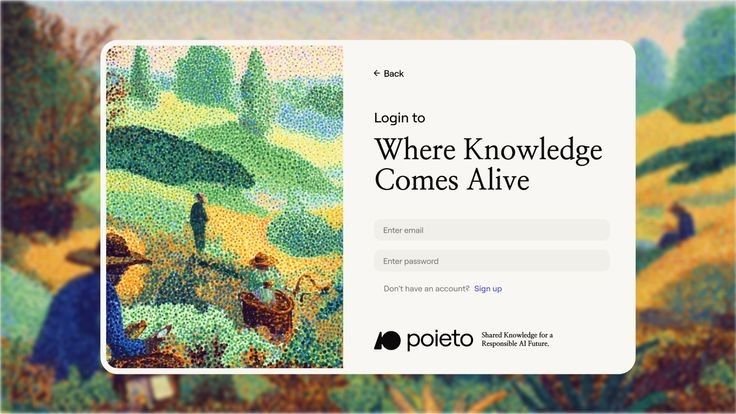 ← Back
Login to
Where Knowledge
Comes Alive
Enter email
Enter password
Don't have an account? Sign up
poieto
Shared Knowledge for a
Responsible AI Future.